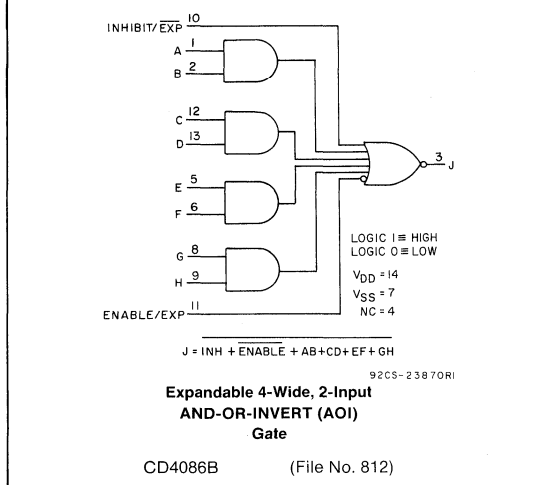 INHIBIT/EXP 10
A 1
B 2
C 12
D 13
E 5
F 6
G 8
H 9
ENABLE/EXP 11
3 J
LOGIC 1 ≡ HIGH
LOGIC 0 ≡ LOW
VDD = 14
VSS = 7
NC = 4
J = INH + ENABLE + AB+CD+EF+GH
92CS-23870R1
Expandable 4-Wide, 2-Input
AND-OR-INVERT (AOI)
Gate
CD4086B (File No. 812)